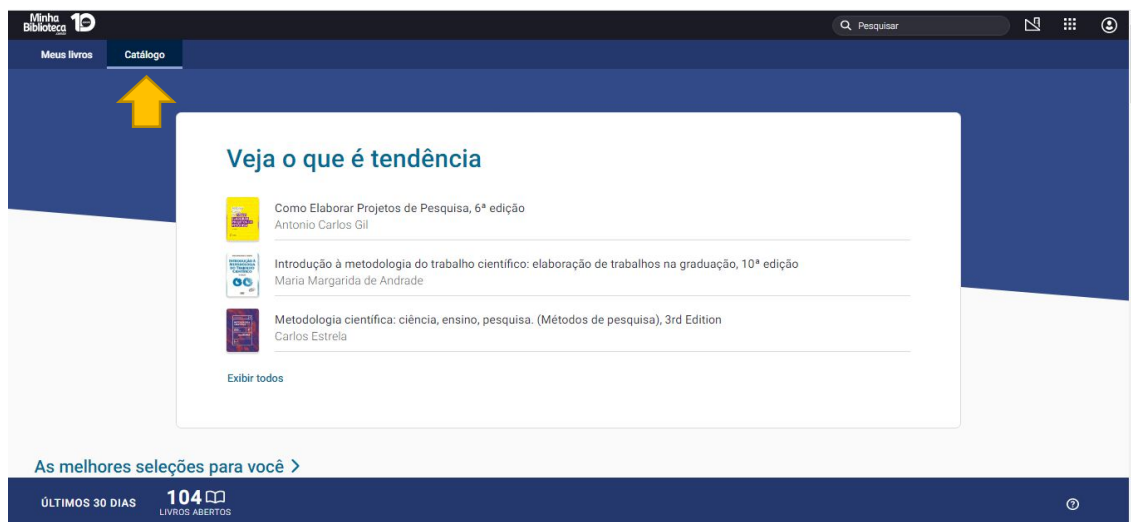 Minha
Biblioteca
Pesquisar
Meus livros
Catálogo
Veja o que é tendência
Como Elaborar Projetos de Pesquisa, 6ª edição
Antonio Carlos Gil
Introdução à metodologia do trabalho científico: elaboração de trabalhos na graduação, 10ª edição
Maria Margarida de Andrade
Metodologia científica: ciência, ensino, pesquisa. (Métodos de pesquisa), 3rd Edition
Carlos Estrela
Exibir todos
As melhores seleções para você >
ÚLTIMOS 30 DIAS
104
LIVROS ABERTOS